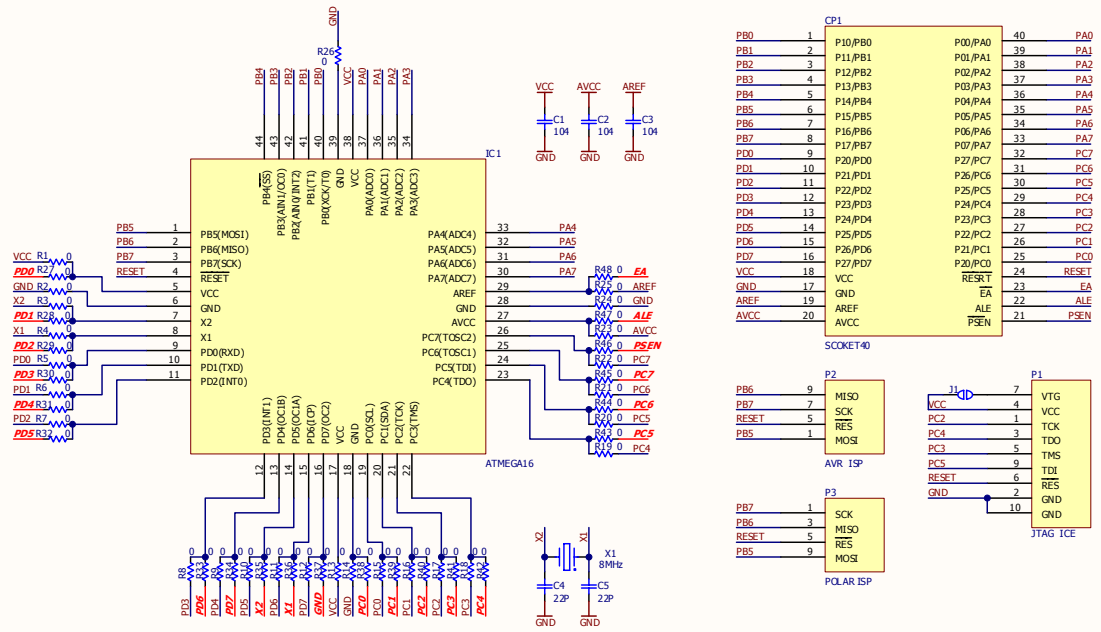 GND
R26
0
PB4
PB3
PB2
PB1
PB0
VCC
PA0
PA1
PA2
PA3
44
43
42
41
40
39
38
37
36
35
34
IC1
PB4(SS)
PB3(AIN1/OC0)
PB2(AIN0/INT2)
PB1(T1)
PB0(XCK/T0)
GND
VCC
PA0(ADC0)
PA1(ADC1)
PA2(ADC2)
PA3(ADC3)
PB5 1 PB5(MOSI)
PB6 2 PB6(MISO)
PB7 3 PB7(SCK)
RESET 4 RESET
5 VCC
6 GND
7 X2
8 X1
9 PD0(RXD)
10 PD1(TXD)
11 PD2(INT0)
VCC R1 0
PD0 R27 0
GND R2 0
X2 R3 0
PD1 R28 0
X1 R4 0
PD2 R29 0
PD0 R5 0
PD3 R30 0
PD1 R6 0
PD4 R31 0
PD2 R7 0
PD5 R32 0
PA4(ADC4) 33 PA4
PA5(ADC5) 32 PA5
PA6(ADC6) 31 PA6
PA7(ADC7) 30 PA7
AREF 29
GND 28
AVCC 27
PC7(TOSC2) 26
PC6(TOSC1) 25
PC5(TDI) 24
PC4(TDO) 23
R48 0 EA
R25 0 AREF
R24 0 GND
R47 0 ALE
R23 0 AVCC
R46 0 PSEN
R22 0 PC7
R45 0 PC7
R21 0 PC6
R44 0 PC6
R20 0 PC5
R43 0 PC5
R19 0 PC4
PD3(INT1)
PD4(OC1B)
PD5(OC1A)
PD6(ICP)
PD7(OC2)
VCC
GND
PC0(SCL)
PC1(SDA)
PC2(TCK)
PC3(TMS)
ATMEGA16
12
13
14
15
16
17
18
19
20
21
22
0 0 0 0 0 0 0 0 0 0 0 0 0 0 0 0 0 0 0 0 0
R8
R33
R9
R34
R10
R35
R11
R36
R12
R37
R13
R14
R38
R15
R39
R16
R40
R17
R41
R18
R42
PD3
PD6
PD4
PD7
PD5
X2
PD6
X1
PD7
GND
VCC
GND
PC0
PC0
PC1
PC1
PC2
PC2
PC3
PC3
PC4
VCC AVCC AREF
C1 C2 C3
104 104 104
GND GND GND
X2
X1
X1
8MHz
C4 C5
22P 22P
GND GND
CP1
PB0 1 P10/PB0 P00/PA0 40 PA0
PB1 2 P11/PB1 P01/PA1 39 PA1
PB2 3 P12/PB2 P02/PA2 38 PA2
PB3 4 P13/PB3 P03/PA3 37 PA3
PB4 5 P14/PB4 P04/PA4 36 PA4
PB5 6 P15/PB5 P05/PA5 35 PA5
PB6 7 P16/PB6 P06/PA6 34 PA6
PB7 8 P17/PB7 P07/PA7 33 PA7
PD0 9 P20/PD0 P27/PC7 32 PC7
PD1 10 P21/PD1 P26/PC6 31 PC6
PD2 11 P22/PD2 P25/PC5 30 PC5
PD3 12 P23/PD3 P24/PC4 29 PC4
PD4 13 P24/PD4 P23/PC3 28 PC3
PD5 14 P25/PD5 P22/PC2 27 PC2
PD6 15 P26/PD6 P21/PC1 26 PC1
PD7 16 P27/PD7 P20/PC0 25 PC0
VCC 18 VCC RESRT 24 RESET
GND 17 GND EA 23 EA
AREF 19 AREF ALE 22 ALE
AVCC 20 AVCC PSEN 21 PSEN
SCOKET40
P2
PB6 9 MISO
PB7 7 SCK
RESET 5 RES
PB5 1 MOSI
AVR ISP
P3
PB7 1 SCK
PB6 3 MISO
RESET 5 RES
PB5 9 MOSI
POLAR ISP
P1
J1 7 VTG
VCC 4 VCC
PC2 1 TCK
PC4 3 TDO
PC3 5 TMS
PC5 9 TDI
RESET 6 RES
GND 2 GND
10 GND
JTAG ICE